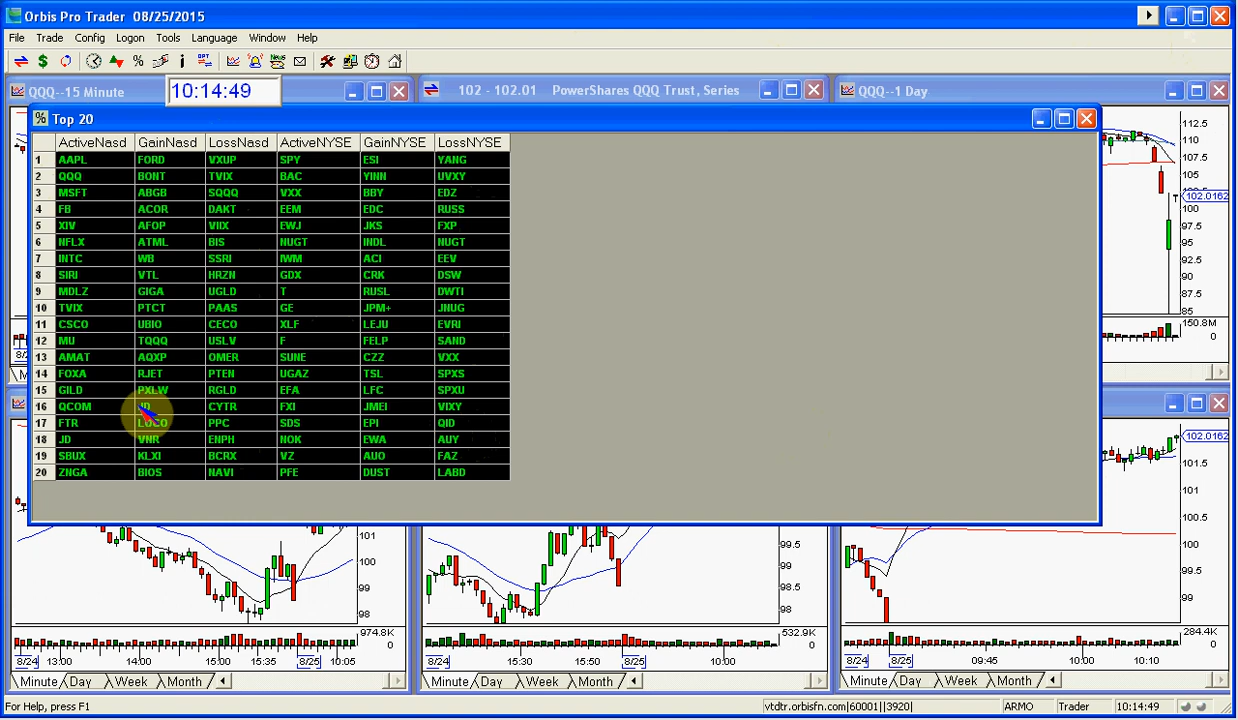 Orbis Pro Trader 08/25/2015
File Trade Config Logon Tools Language Window Help
QQQ--15 Minute
10:14:49
102 - 102.01 PowerShares QQQ Trust, Series
QQQ--1 Day
% Top 20
ActiveNasd GainNasd LossNasd ActiveNYSE GainNYSE LossNYSE
1 AAPL FORD VXUP SPY ESI YANG
2 QQQ BONT TVIX BAC YINN UVXY
3 MSFT ABGB SQQQ VXX BBY EDZ
4 FB ACOR DAKT EEM EDC RUSS
5 XIV AFOP VIIX EWJ JKS FXP
6 NFLX ATML BIS NUGT INDL NUGT
7 INTC WB SSRI IWM ACI EEV
8 SIRI VTL HRZN GDX CRK DSW
9 MDLZ GIGA UGLD T RUSL DWTI
10 TVIX PTCT PAAS GE JPM+ JNUG
11 CSCO UBIO CECO XLF LEJU EVRI
12 MU TQQQ USLV F FELP SAND
13 AMAT AQXP OMER SUNE CZZ VXX
14 FOXA RJET PTEN UGAZ TSL SPXS
15 GILD PXLW RGLD EFA LFC SPXU
16 QCOM JD CYTR FXI JMEI VIXY
17 FTR LOCO PPC SDS EPI QID
18 JD VNR ENPH NOK EWA AUY
19 SBUX KLXI BCRX VZ AUO FAZ
20 ZNGA BIOS NAVI PFE DUST LABD
112.5
110
107.5
105
102.0162
100
97.5
95
92.5
90
87.5
85
150.8M
0
102.0162
101.5
101
100.5
100
99.5
99
284.4K
0
101
100
99
98
974.8K
0
99.5
99
98.5
98
532.9K
0
8/24 13:00 14:00 15:00 15:35 8/25 10:05
8/24 15:30 15:50 8/25 10:00
8/24 8/25 09:45 10:00 10:10
Minute Day Week Month
Minute Day Week Month
Minute Day Week Month
For Help, press F1
vtdtr.orbisfn.com|60001||3920|
ARMO
Trader
10:14:49